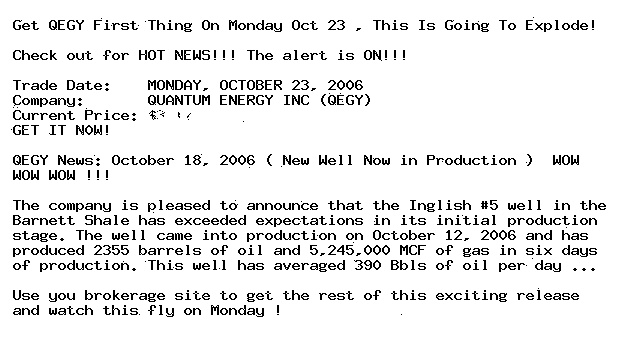 Get QEGY First Thing On Monday Oct 23 , This Is Going To Explode!
Check out for HOT NEWS!!! The alert is ON!!!
Trade Date: MONDAY, OCTOBER 23, 2006
Company: QUANTUM ENERGY INC (QEGY)
Current Price:
GET IT NOW!
QEGY News: October 18, 2006 ( New Well Now in Production ) WOW
WOW WOW !!!
The company is pleased to announce that the Inglish #5 well in the
Barnett Shale has exceeded expectations in its initial production
stage. The well came into production on October 12, 2006 and has
produced 2355 barrels of oil and 5,245,000 MCF of gas in six days
of production. This well has averaged 390 Bbls of oil per day ...
Use you brokerage site to get the rest of this exciting release
and watch this fly on Monday !